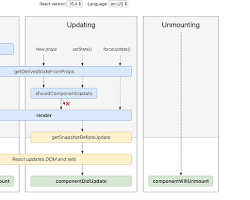 React version: 16.4 Language en-US
Updating
Unmounting
New props setState() forceUpdate()
getDerivedStateFromProps
shouldComponentUpdate
render
getSnapshotBeforeUpdate
React updates DOM and refs
componentDidUpdate
componentWillUnmount